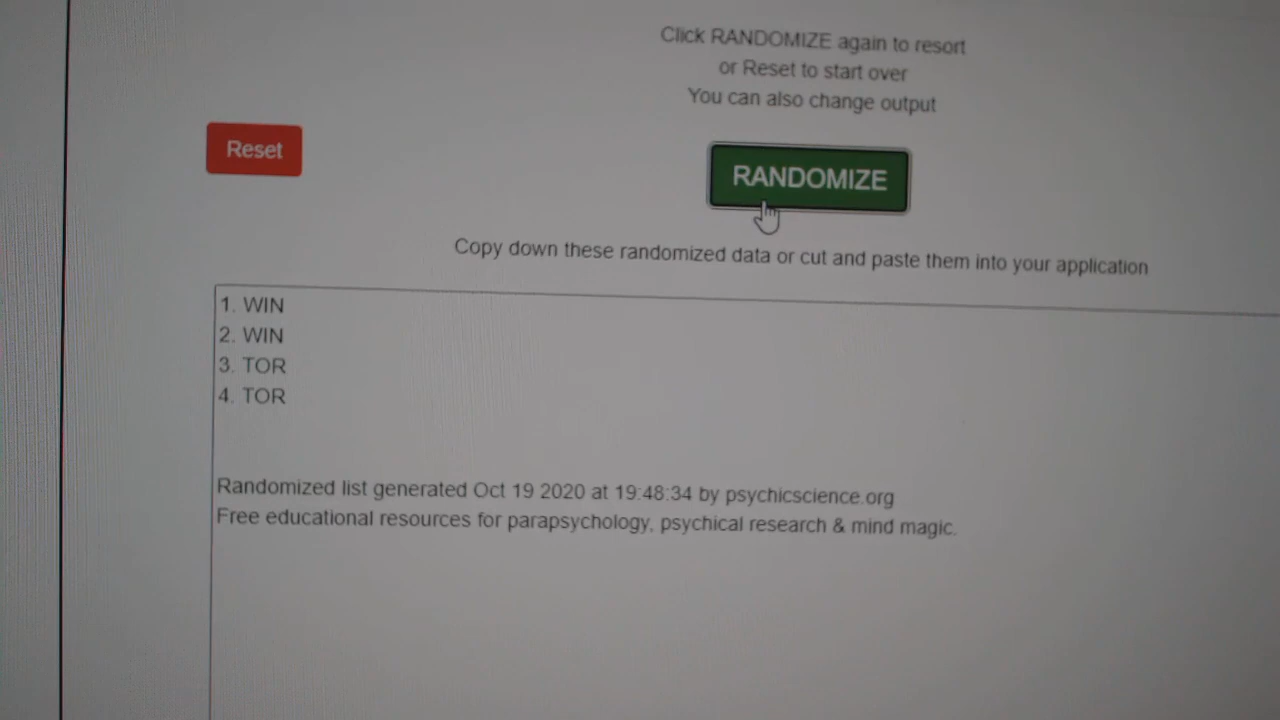 Click RANDOMIZE again to resort
or Reset to start over
You can also change output
Reset
RANDOMIZE
Copy down these randomized data or cut and paste them into your application
1. WIN
2. WIN
3. TOR
4. TOR
Randomized list generated Oct 19 2020 at 19:48:34 by psychicscience.org
Free educational resources for parapsychology, psychical research & mind magic.